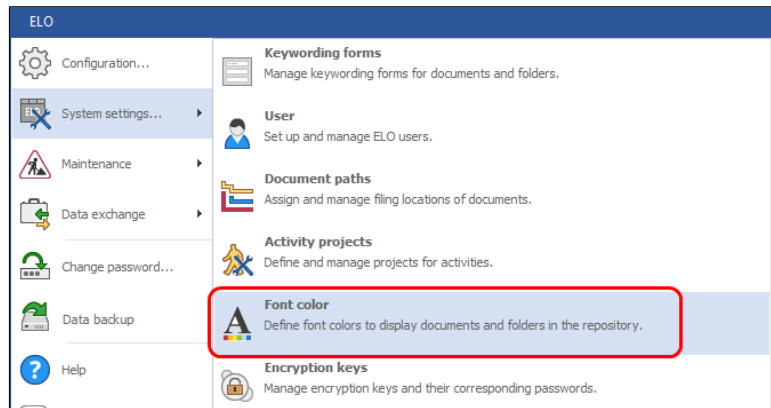 ELO
Configuration...
System settings...
Maintenance
Data exchange
Change password...
Data backup
Help
Keywording forms
Manage keywording forms for documents and folders.
User
Set up and manage ELO users.
Document paths
Assign and manage filing locations of documents.
Activity projects
Define and manage projects for activities.
Font color
Define font colors to display documents and folders in the repository.
Encryption keys
Manage encryption keys and their corresponding passwords.